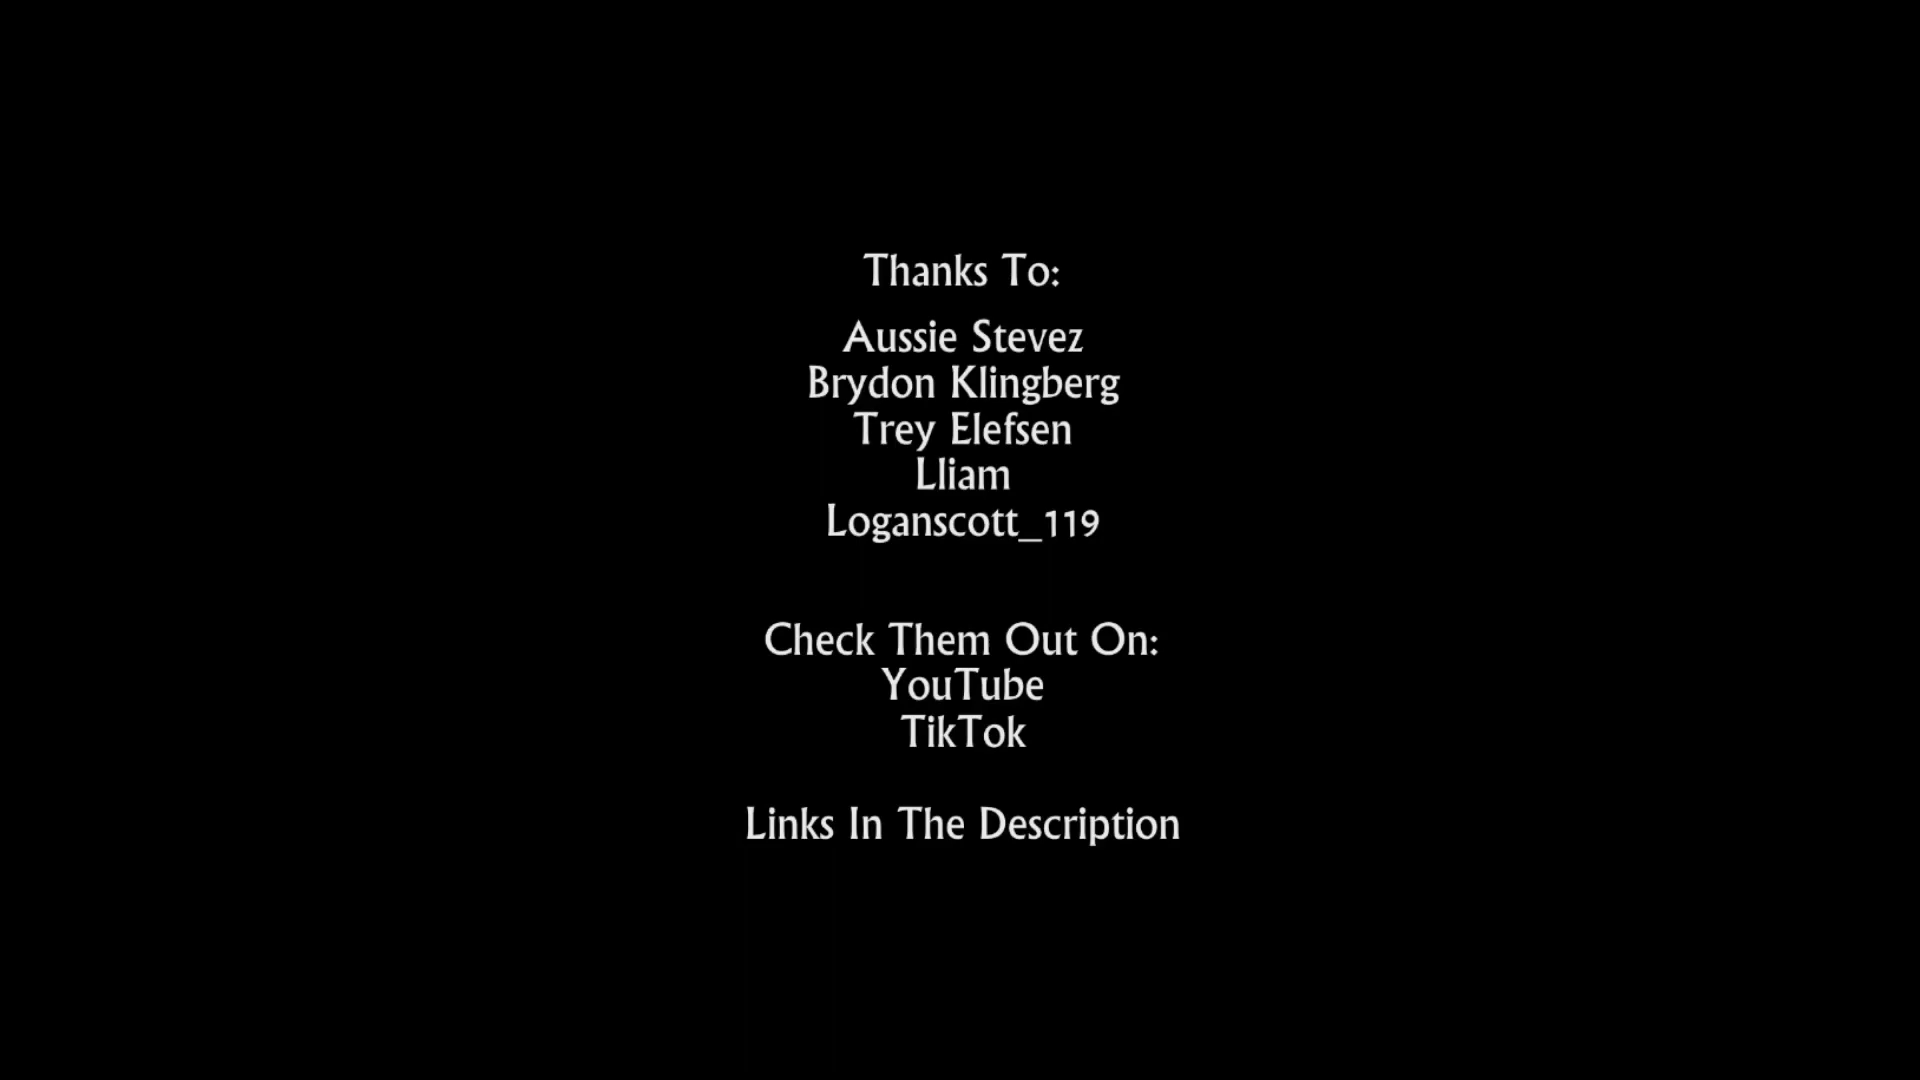 Thanks To:
Aussie Stevez
Brydon Klingberg
Trey Elefsen
Lliam
Loganscott_119
Check Them Out On:
YouTube
TikTok
Links In The Description